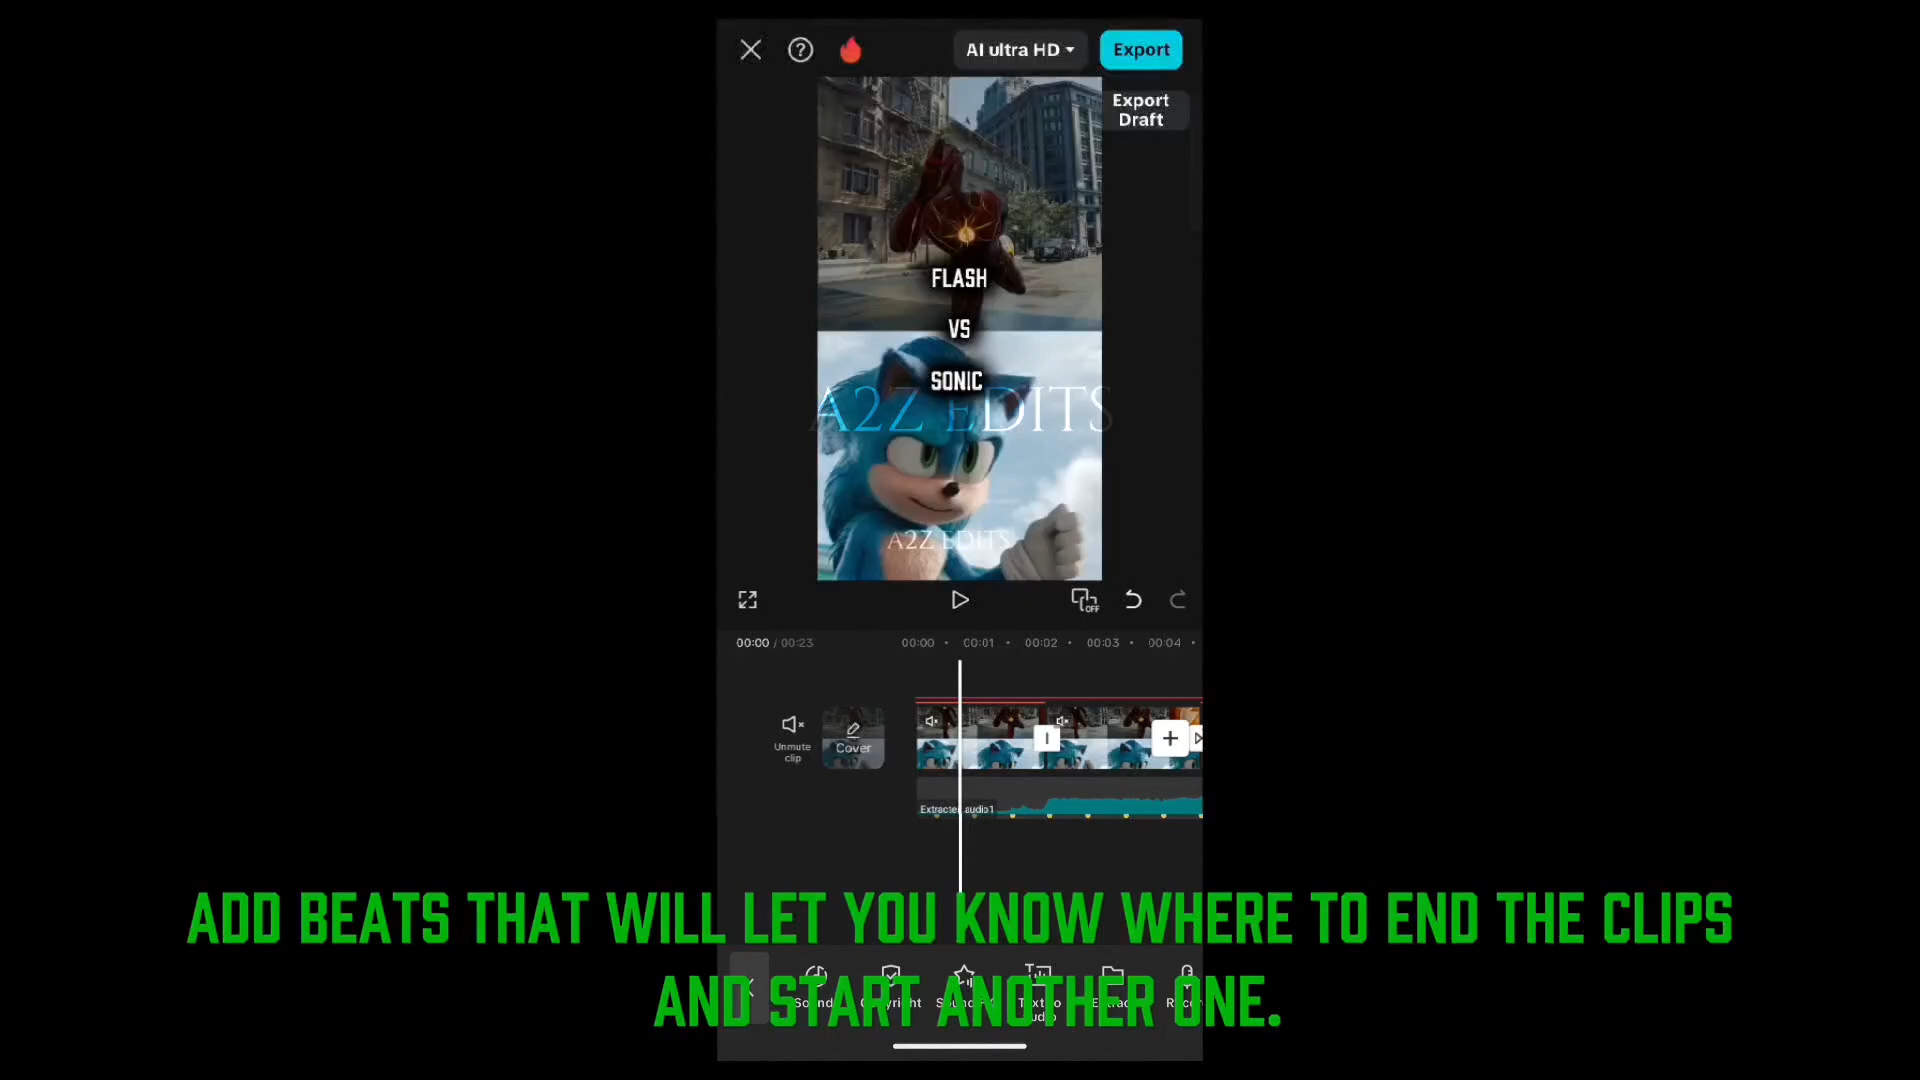 AI ultra HD
Export
Export
Draft
FLASH
VS
SONIC
A2Z EDITS
A2Z EDITS
00:00 / 00:23
00:00
00:01
00:02
00:03
00:04
Unmute
clip
Cover
audio1
ADD BEATS THAT WILL LET YOU KNOW WHERE TO END THE CLIPS
AND START ANOTHER ONE.